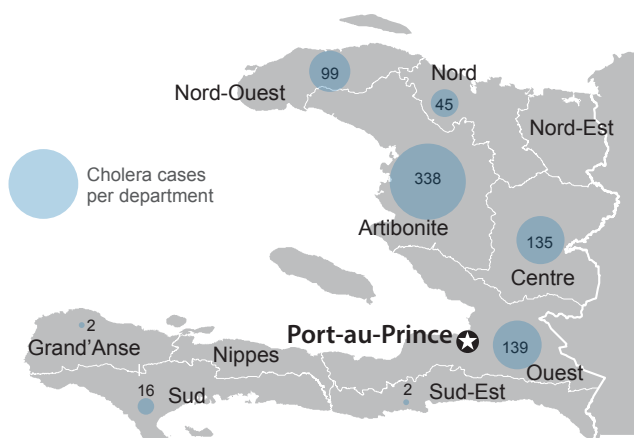 99
Nord
Nord-Ouest
45
Nord-Est
Cholera cases
per department
338
Artibonite
135
Centre
2
Port-au-Prince
139
Grand’Anse
Nippes
Ouest
16
Sud
2
Sud-Est